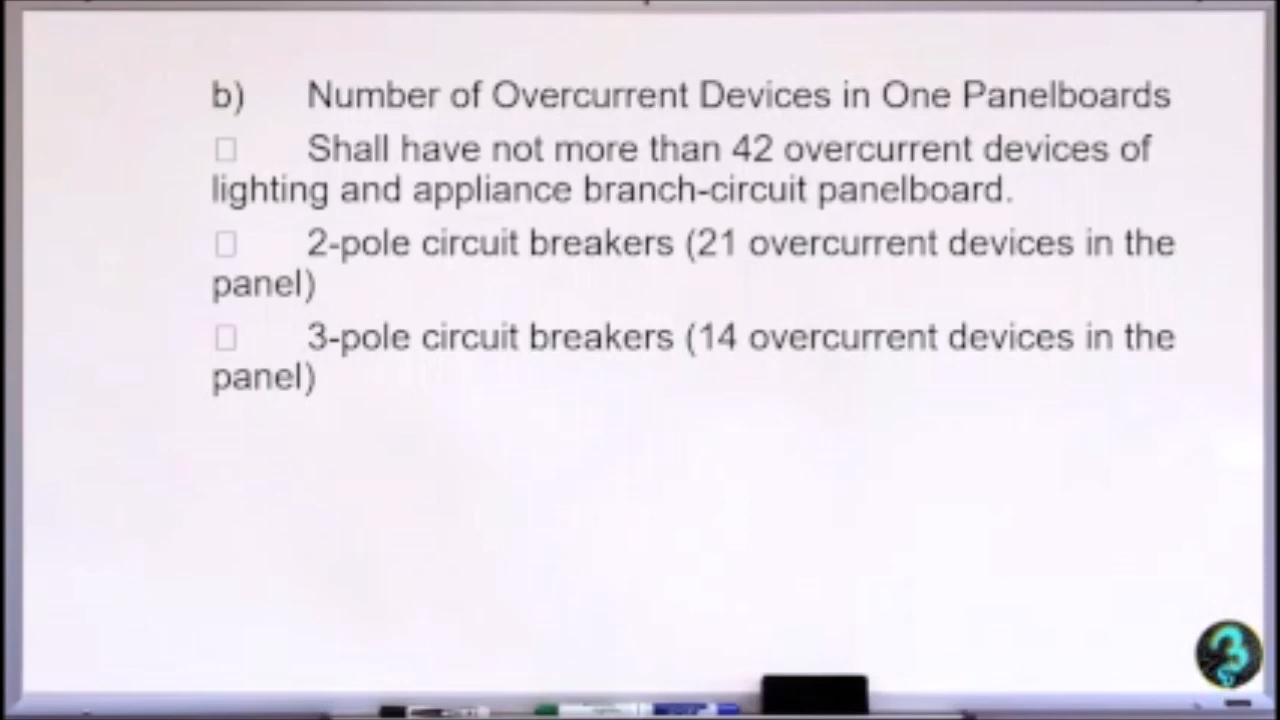 b) Number of Overcurrent Devices in One Panelboards
Shall have not more than 42 overcurrent devices of
lighting and appliance branch-circuit panelboard.
2-pole circuit breakers (21 overcurrent devices in the
panel)
3-pole circuit breakers (14 overcurrent devices in the
panel)